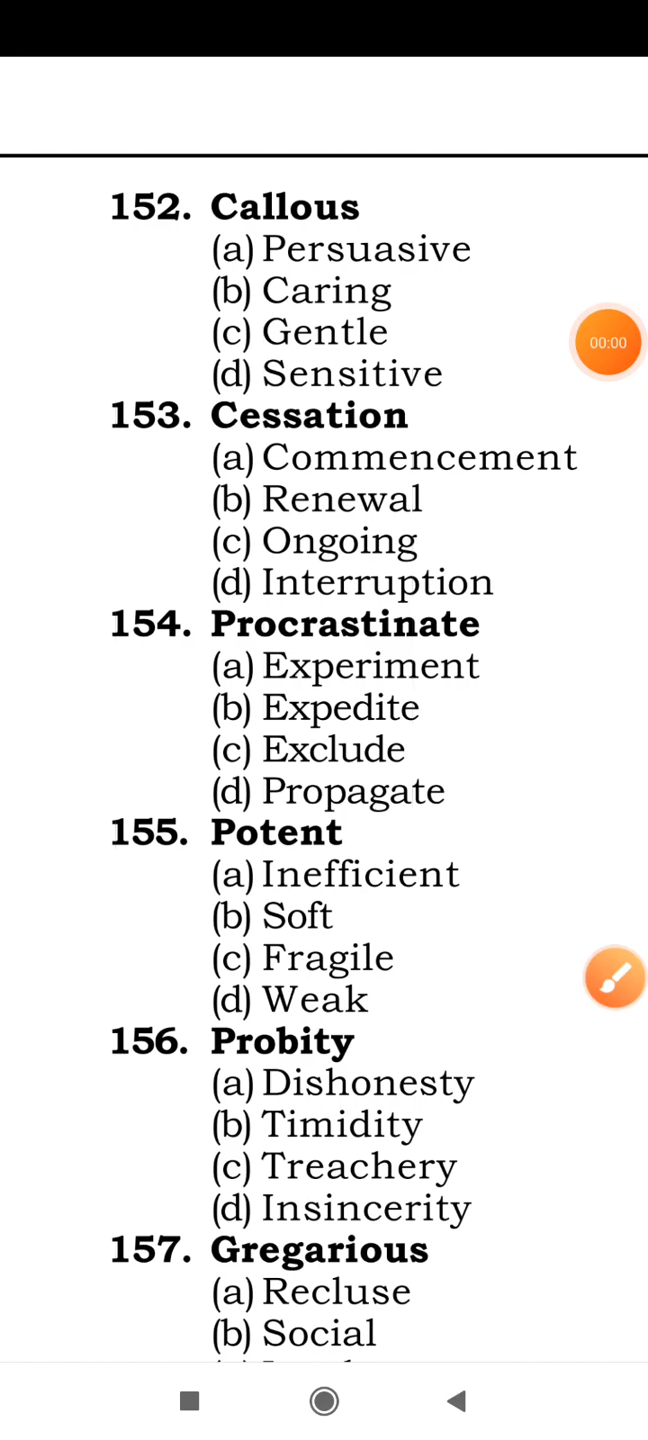 152. Callous
(a) Persuasive
(b) Caring
(c) Gentle
(d) Sensitive
00:00
153. Cessation
(a) Commencement
(b) Renewal
(c) Ongoing
(d) Interruption
154. Procrastinate
(a) Experiment
(b) Expedite
(c) Exclude
(d) Propagate
155. Potent
(a) Inefficient
(b) Soft
(c) Fragile
(d) Weak
156. Probity
(a) Dishonesty
(b) Timidity
(c) Treachery
(d) Insincerity
157. Gregarious
(a) Recluse
(b) Social